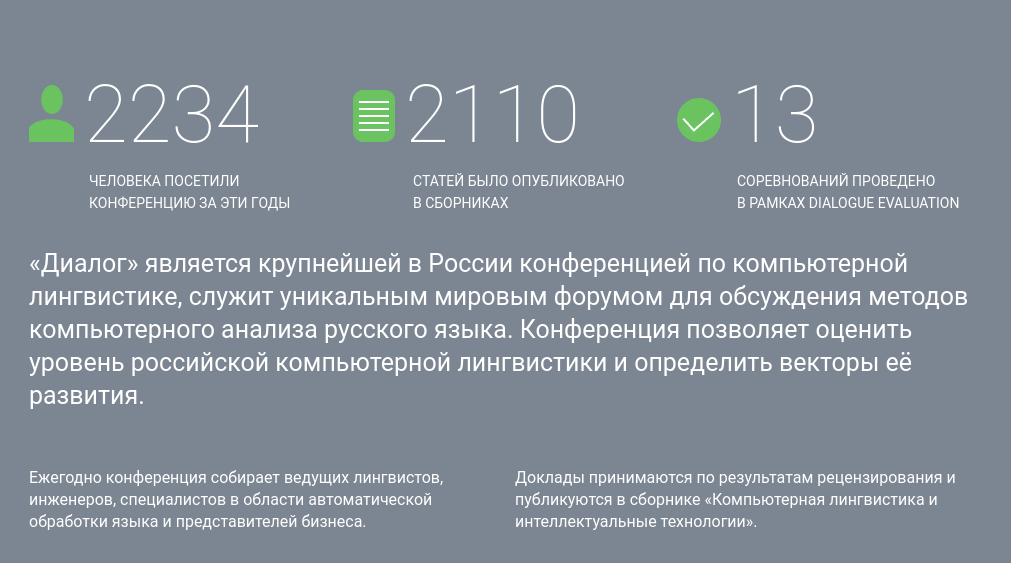 2234
ЧЕЛОВЕКА ПОСЕТИЛИ
КОНФЕРЕНЦИЮ ЗА ЭТИ ГОДЫ
2110
СТАТЕЙ БЫЛО ОПУБЛИКОВАНО
В СБОРНИКАХ
13
СОРЕВНОВАНИЙ ПРОВЕДЕНО
В РАМКАХ DIALOGUE EVALUATION
«Диалог» является крупнейшей в России конференцией по компьютерной
лингвистике, служит уникальным мировым форумом для обсуждения методов
компьютерного анализа русского языка. Конференция позволяет оценить
уровень российской компьютерной лингвистики и определить векторы её
развития.
Ежегодно конференция собирает ведущих лингвистов,
инженеров, специалистов в области автоматической
обработки языка и представителей бизнеса.
Доклады принимаются по результатам рецензирования и
публикуются в сборнике «Компьютерная лингвистика и
интеллектуальные технологии».